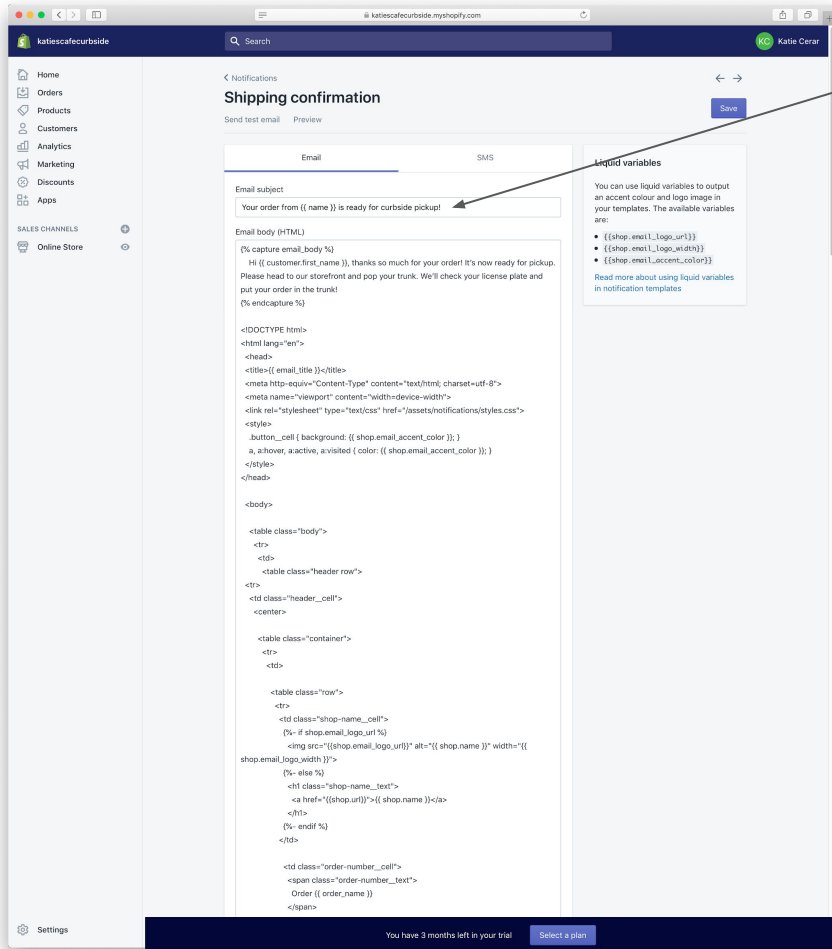 katiescafecurbside.myshopify.com
katiescafecurbside
Search
KC Katie Cerar
Home
Orders
Products
Customers
Analytics
Marketing
Discounts
Apps
SALES CHANNELS
Online Store
Settings
Notifications
Shipping confirmation
Send test email Preview
Save
Email SMS
Email subject
Your order from {{ name }} is ready for curbside pickup!
Email body (HTML)
{% capture email_body %}
Hi {{ customer.first_name }}, thanks so much for your order! It's now ready for pickup.
Please head to our storefront and pop your trunk. We'll check your license plate and
put your order in the trunk!
{% endcapture %}
<!DOCTYPE html>
<html lang="en">
<head>
<title>{{ email_title }}</title>
<meta http-equiv="Content-Type" content="text/html; charset=utf-8">
<meta name="viewport" content="width=device-width">
<link rel="stylesheet" type="text/css" href="/assets/notifications/styles.css">
<style>
.button__cell { background: {{ shop.email_accent_color }}; }
a, a:hover, a:active, a:visited { color: {{ shop.email_accent_color }}; }
</style>
</head>
<body>
<table class="body">
<tr>
<td>
<table class="header row">
<tr>
<td class="header__cell">
<center>
<table class="container">
<tr>
<td>
<table class="row">
<tr>
<td class="shop-name__cell">
{%- if shop.email_logo_url %}
<img src="{{shop.email_logo_url}}" alt="{{ shop.name }}" width="{{
shop.email_logo_width }}">
{%- else %}
<h1 class="shop-name__text">
<a href="{{shop.url}}">{{ shop.name }}</a>
</h1>
{%- endif %}
</td>
<td class="order-number__cell">
<span class="order-number__text">
Order {{ order_name }}
</span>
Liquid variables
You can use liquid variables to output
an accent colour and logo image in
your templates. The available variables
are:
{{shop.email_logo_url}}
{{shop.email_logo_width}}
{{shop.email_accent_color}}
Read more about using liquid variables
in notification templates
You have 3 months left in your trial Select a plan